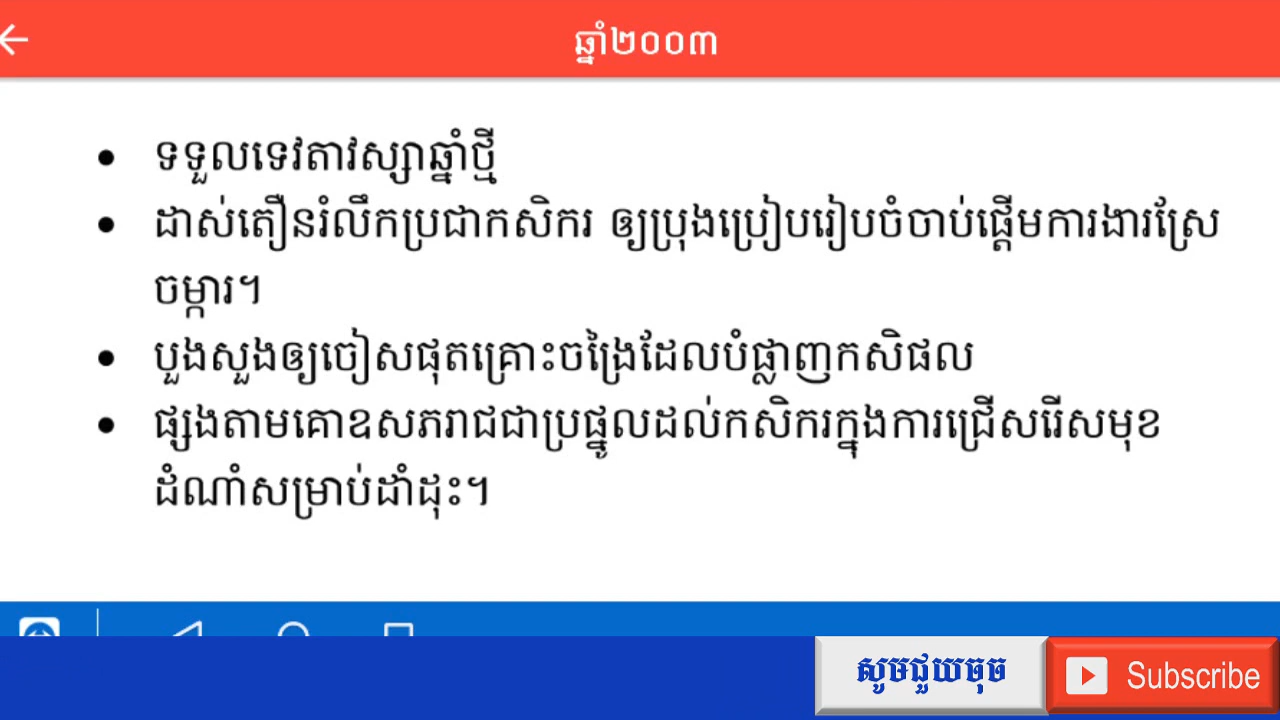 ឆ្នាំ២០០៣
• ទទួលទេវតាវស្សាឆ្នាំថ្មី
• ដាស់តឿនរំលឹកប្រជាកសិករ ឲ្យប្រុងប្រៀបរៀបចំចាប់ផ្តើមការងារស្រែ
ចម្ការ។
• បួងសួងឲ្យចៀសផុតគ្រោះចង្រៃដែលបំផ្លាញកសិផល
• ផ្សងតាមគោឧសភរាជជាប្រផ្នូលដល់កសិករក្នុងការជ្រើសរើសមុខ
ដំណាំសម្រាប់ដាំដុះ។
សូមជួយចុច
Subscribe